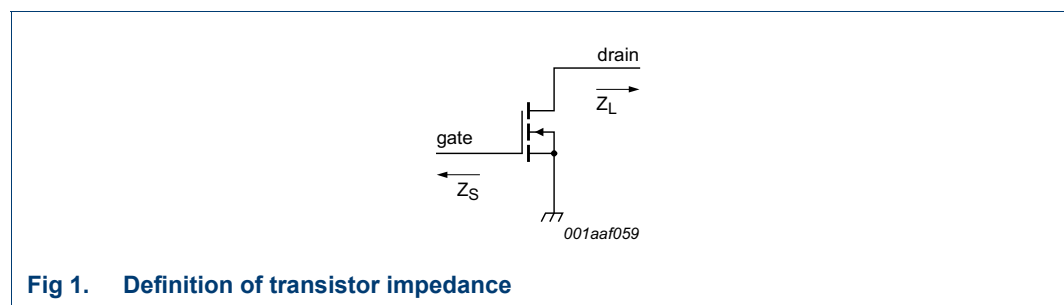 drain
Z_L
gate
Z_S
001aaf059
Fig 1. Definition of transistor impedance